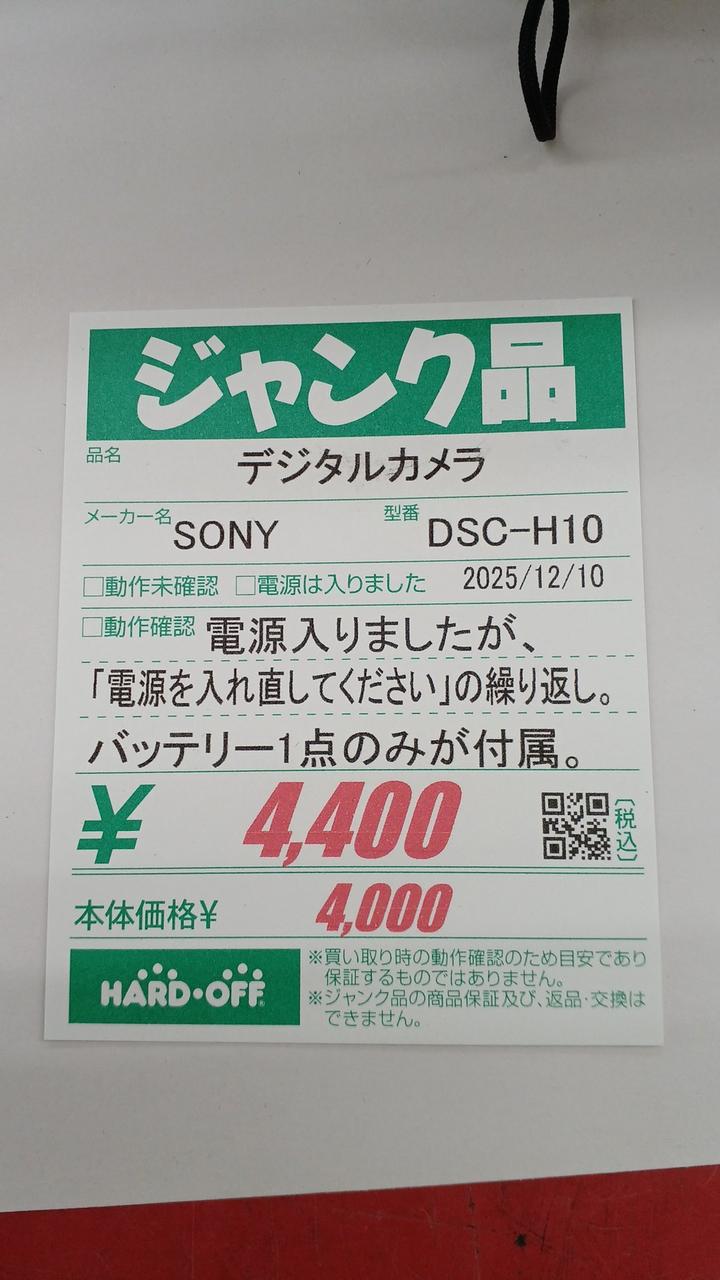 ジャンク品
品名 デジタルカメラ
メーカー名 SONY 型番 DSC-H10
□動作未確認 □電源は入りました 2025/12/10
□動作確認 電源入りましたが、
「電源を入れ直してください」の繰り返し。
バッテリー1点のみが付属。
¥ 4,400 〔税込〕
本体価格¥ 4,000
HARD・OFF
※買い取り時の動作確認のため目安であり
保証するものではありません。
※ジャンク品の商品保証及び、返品・交換は
できません。